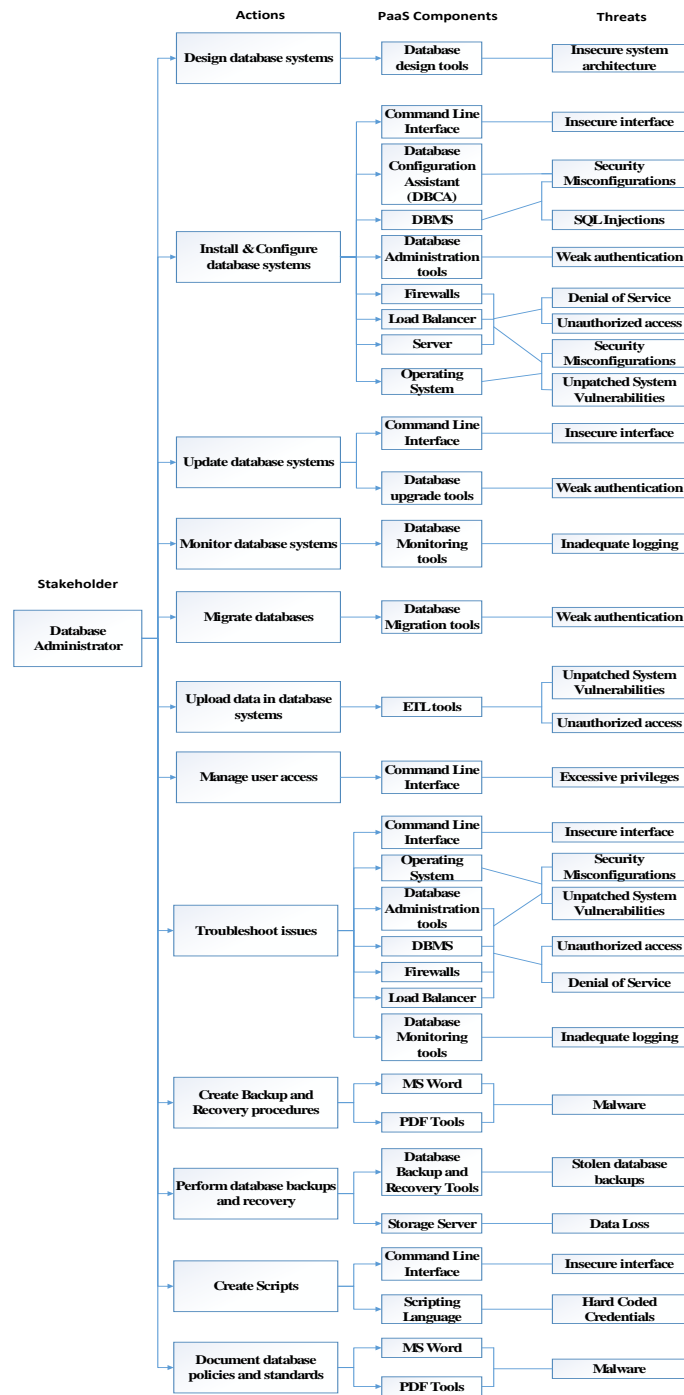 Actions
PaaS Components
Threats
Design database systems
Database
design tools
Insecure system
architecture
Command Line
Interface
Insecure interface
Database
Configuration
Assistant
(DBCA)
Security
Misconfigurations
DBMS
SQL Injections
Install & Configure
database systems
Database
Administration
tools
Weak authentication
Firewalls
Denial of Service
Load Balancer
Unauthorized access
Server
Security
Misconfigurations
Operating
System
Unpatched System
Vulnerabilities
Command Line
Interface
Insecure interface
Update database systems
Database
upgrade tools
Weak authentication
Monitor database systems
Database
Monitoring
tools
Inadequate logging
Stakeholder
Database
Administrator
Migrate databases
Database
Migration tools
Weak authentication
Upload data in database
systems
ETL tools
Unpatched System
Vulnerabilities
Unauthorized access
Manage user access
Command Line
Interface
Excessive privileges
Command Line
Interface
Insecure interface
Operating
System
Security
Misconfigurations
Database
Administration
tools
Unpatched System
Vulnerabilities
Troubleshoot issues
DBMS
Unauthorized access
Firewalls
Denial of Service
Load Balancer
Database
Monitoring
tools
Inadequate logging
Create Backup and
Recovery procedures
MS Word
PDF Tools
Malware
Perform database backups
and recovery
Database
Backup and
Recovery Tools
Stolen database
backups
Storage Server
Data Loss
Create Scripts
Command Line
Interface
Insecure interface
Scripting
Language
Hard Coded
Credentials
Document database
policies and standards
MS Word
PDF Tools
Malware